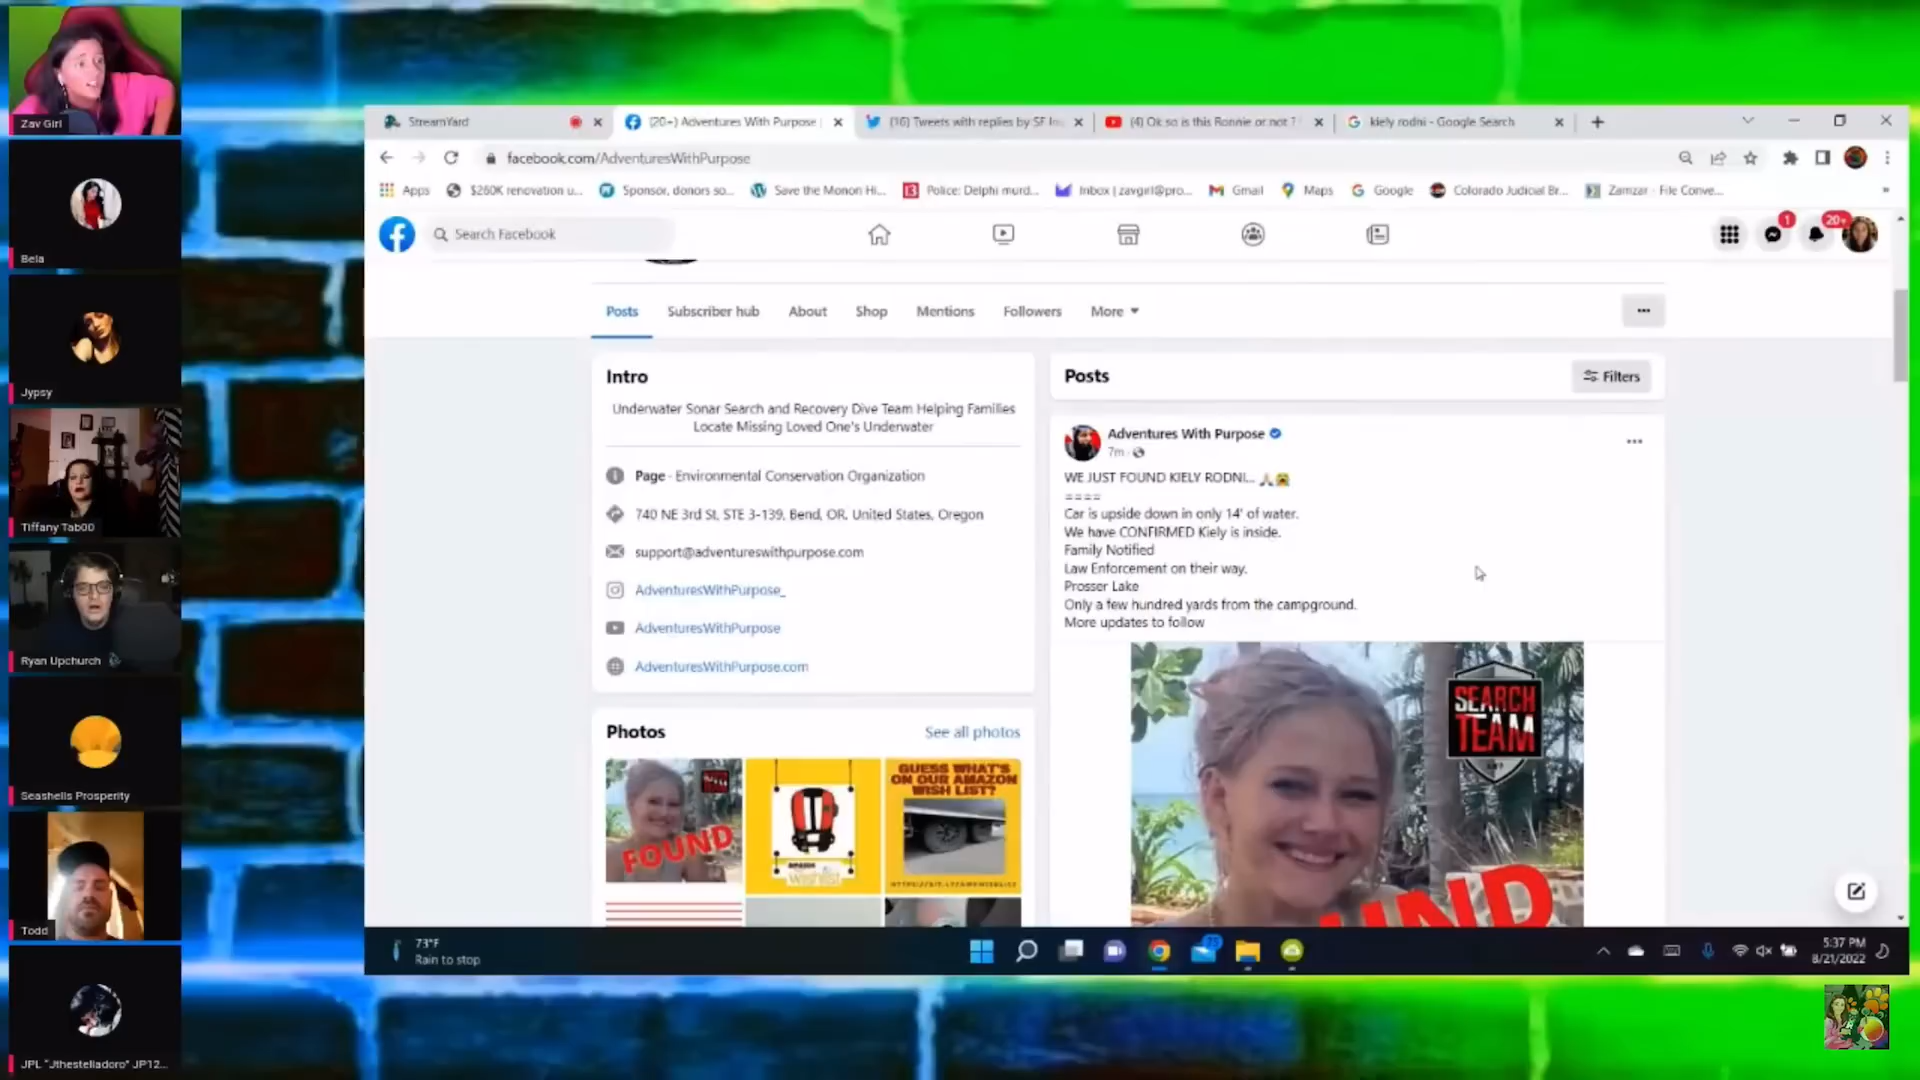 Zav Girl
Bela
Jypsy
Tiffany Tab00
Ryan Upchurch
Seashells Prosperity
Todd
JPL "Jthestelladoro" JP12...
StreamYard
(20+) Adventures With Purpose |
(16) Tweets with replies by SF In
(4) Ok so is this Ronnie or not ?
kiely rodni - Google Search
facebook.com/AdventuresWithPurpose
Apps
$260K renovation u...
Sponsor, donors so...
Save the Monon Hi...
Police: Delphi murd...
Inbox | zavgirl@pro...
Gmail
Maps
Google
Colorado Judicial Br...
Zamzar - File Conve...
Search Facebook
1
20+
Posts
Subscriber hub
About
Shop
Mentions
Followers
More
Intro
Underwater Sonar Search and Recovery Dive Team Helping Families
Locate Missing Loved One's Underwater
Page · Environmental Conservation Organization
740 NE 3rd St, STE 3-139, Bend, OR, United States, Oregon
support@adventureswithpurpose.com
AdventuresWithPurpose_
AdventuresWithPurpose
AdventuresWithPurpose.com
Photos
See all photos
FOUND
GUESS WHAT'S
ON OUR AMAZON
WISH LIST?
Posts
Filters
Adventures With Purpose
7m ·
WE JUST FOUND KIELY RODNI... 🙏🏻😭
====
Car is upside down in only 14' of water.
We have CONFIRMED Kiely is inside.
Family Notified
Law Enforcement on their way.
Prosser Lake
Only a few hundred yards from the campground.
More updates to follow
SEARCH
TEAM
UND
73°F
Rain to stop
5:37 PM
8/21/2022